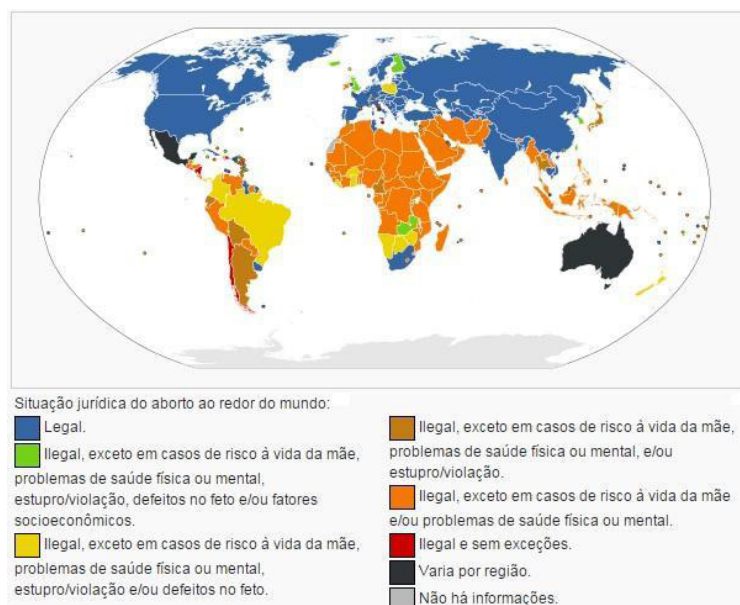 Situação jurídica do aborto ao redor do mundo:
Legal.
Ilegal, exceto em casos de risco à vida da mãe,
problemas de saúde física ou mental,
estupro/violação, defeitos no feto e/ou fatores
socioeconômicos.
Ilegal, exceto em casos de risco à vida da mãe,
problemas de saúde física ou mental,
estupro/violação e/ou defeitos no feto.
Ilegal, exceto em casos de risco à vida da mãe,
problemas de saúde física ou mental, e/ou
estupro/violação.
Ilegal, exceto em casos de risco à vida da mãe
e/ou problemas de saúde física ou mental.
Ilegal e sem exceções.
Varia por região.
Não há informações.